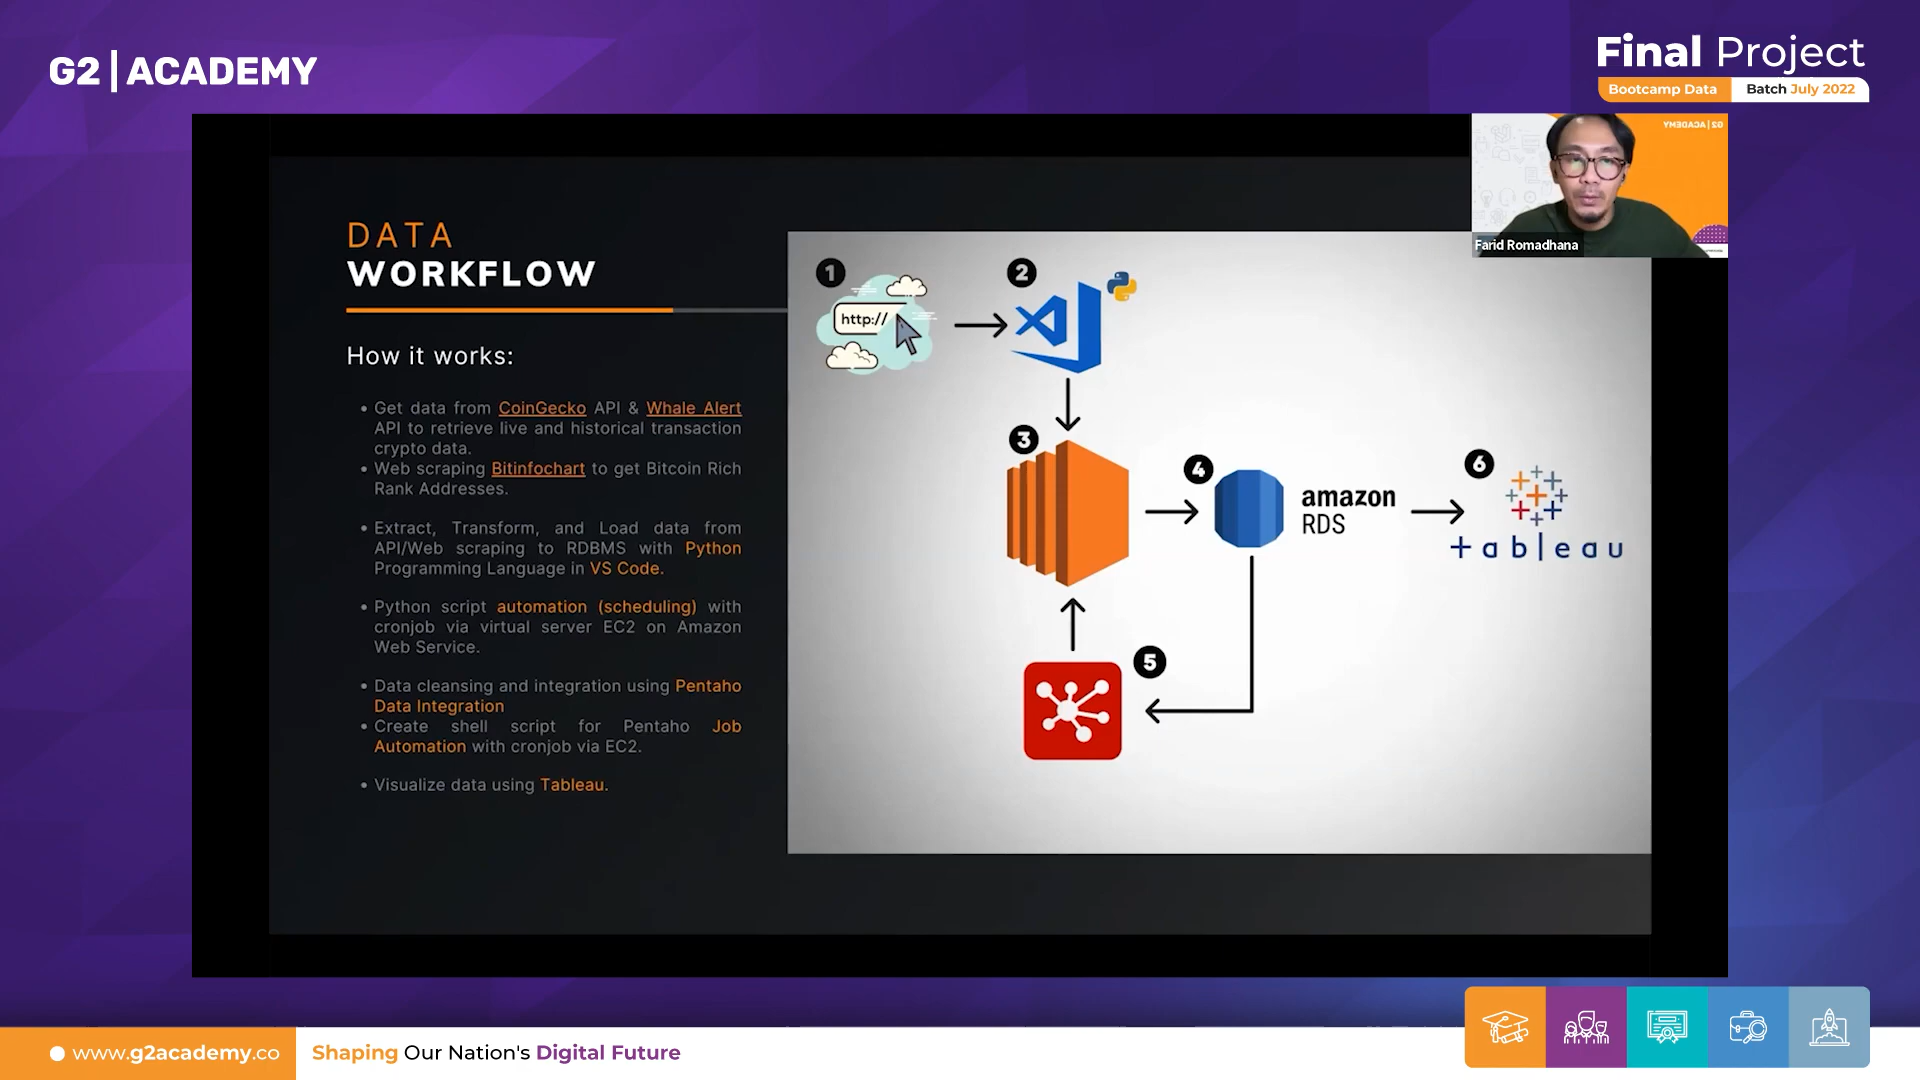 G2 | ACADEMY
Final Project
Bootcamp Data
Batch July 2022
G2 | ACADEMY
Farid Romadhana
DATA
WORKFLOW
How it works:
• Get data from CoinGecko API & Whale Alert
API to retrieve live and historical transaction
crypto data.
• Web scraping Bitinfochart to get Bitcoin Rich
Rank Addresses.
• Extract, Transform, and Load data from
API/Web scraping to RDBMS with Python
Programming Language in VS Code.
• Python script automation (scheduling) with
cronjob via virtual server EC2 on Amazon
Web Service.
• Data cleansing and integration using Pentaho
Data Integration
• Create shell script for Pentaho Job
Automation with cronjob via EC2.
• Visualize data using Tableau.
1
http://
2
3
4
amazon
RDS
5
6
tableau
www.g2academy.co
Shaping Our Nation's Digital Future